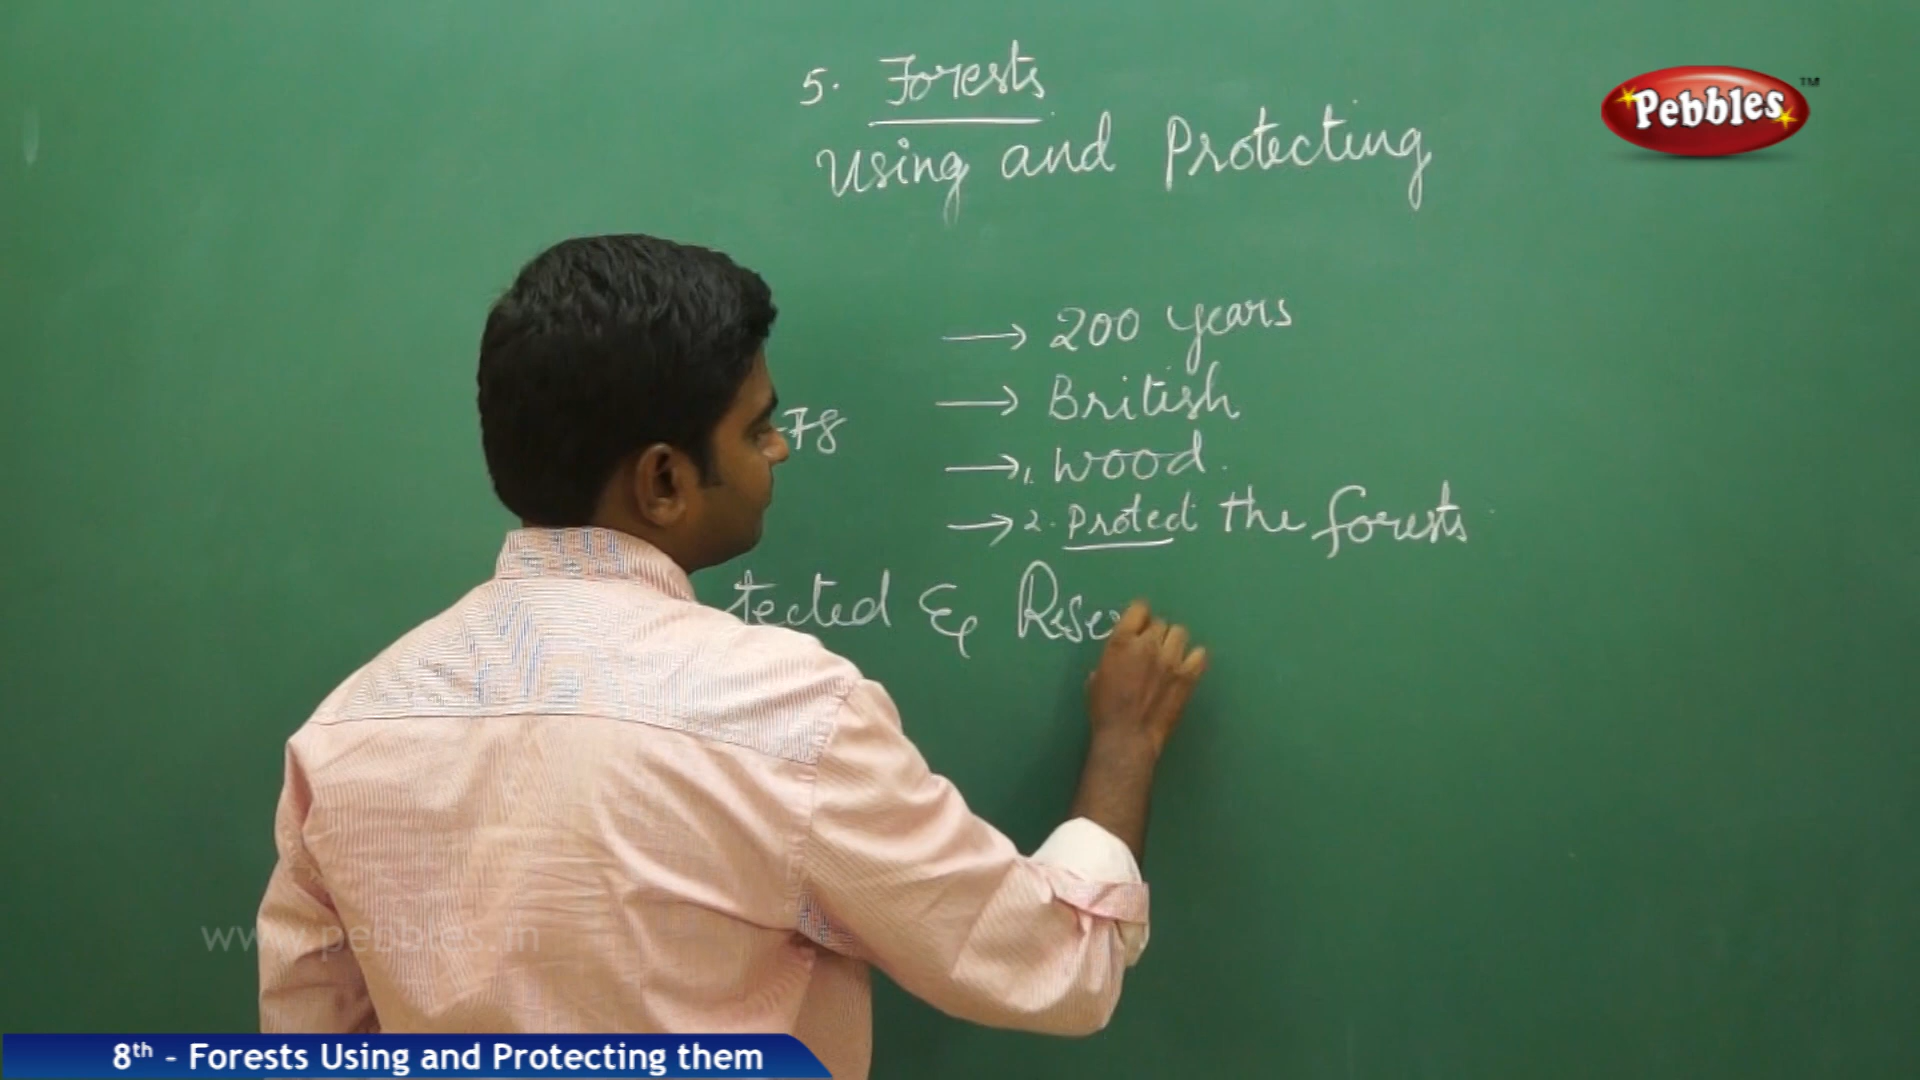 5. Forests
Using and Protecting
Pebbles™
→ 200 years
-78 → British
→ 1. Wood.
→ 2. Protect the forests
tected & Rese
www.pebbles.in
8th - Forests Using and Protecting them